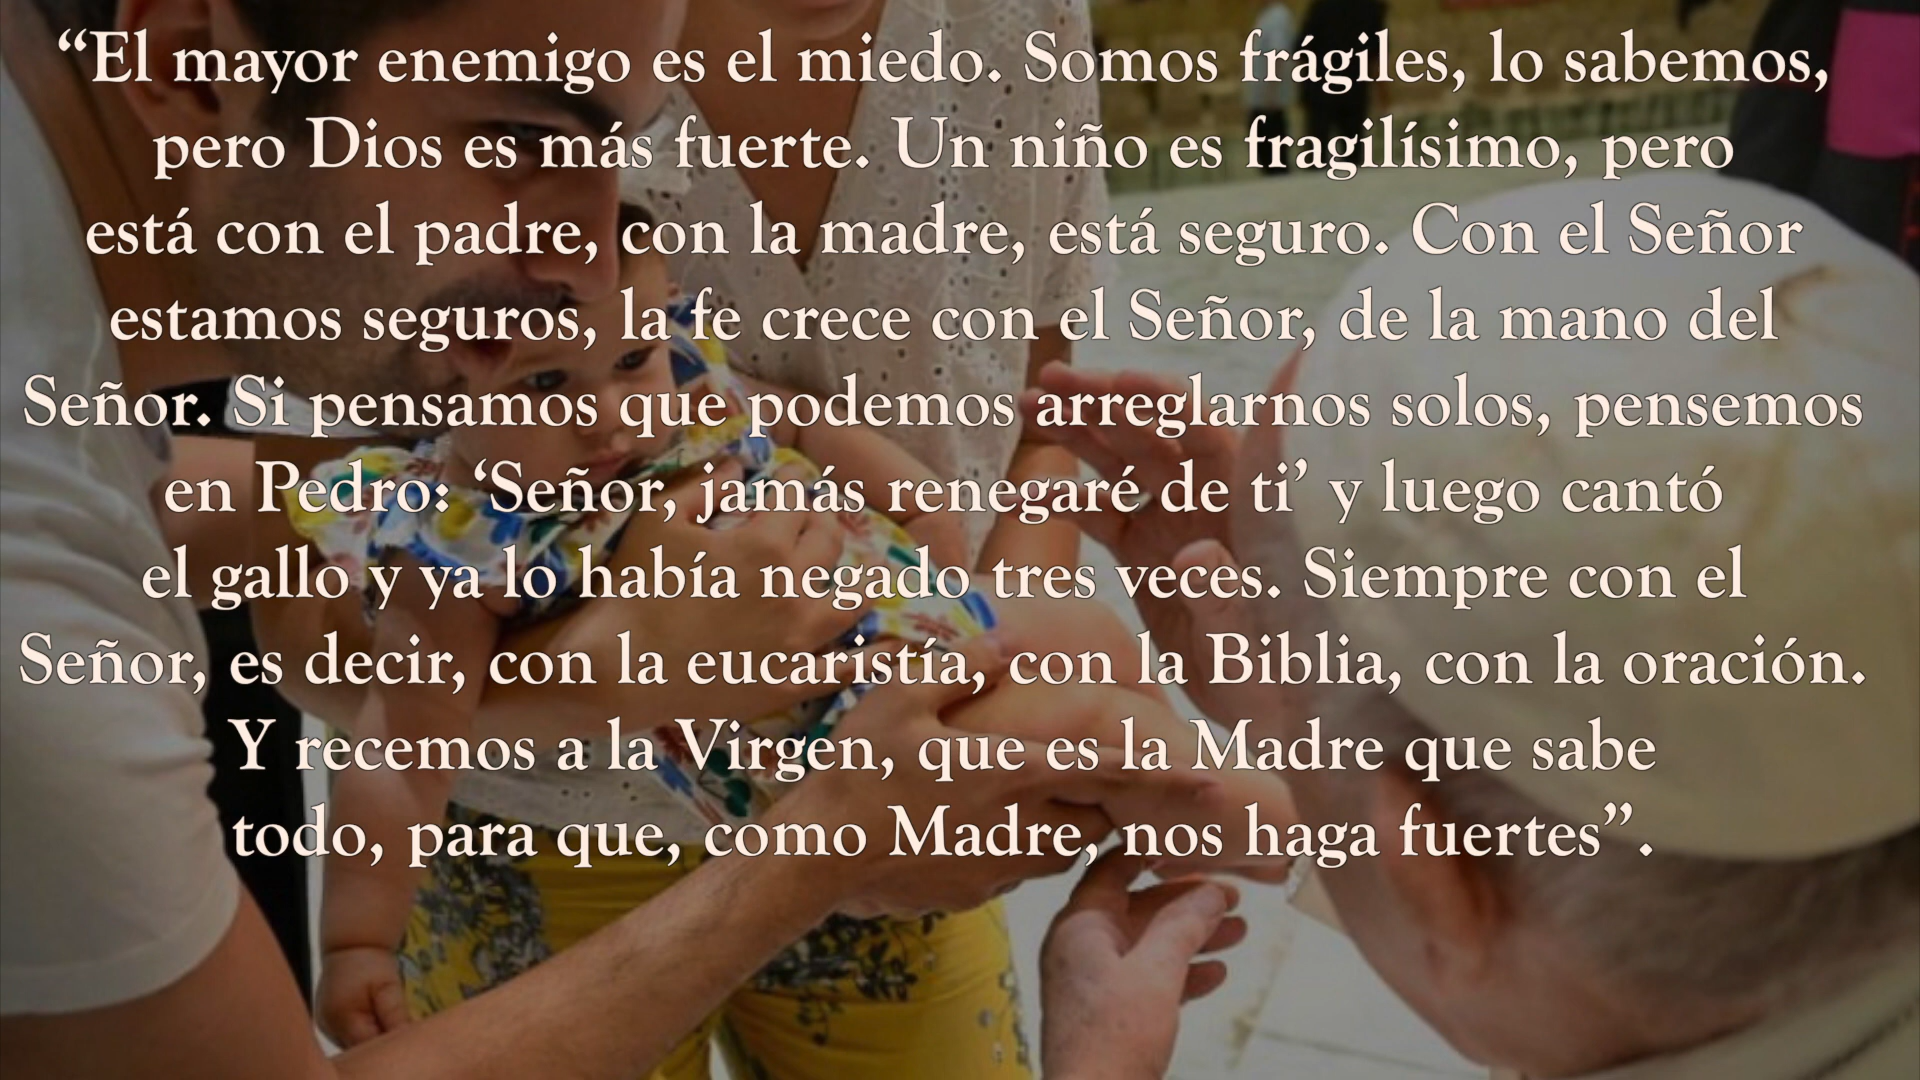 “El mayor enemigo es el miedo. Somos frágiles, lo sabemos,
pero Dios es más fuerte. Un niño es fragilísimo, pero
está con el padre, con la madre, está seguro. Con el Señor
estamos seguros, la fe crece con el Señor, de la mano del
Señor. Si pensamos que podemos arreglarnos solos, pensemos
en Pedro: ‘Señor, jamás renegaré de ti’ y luego cantó
el gallo y ya lo había negado tres veces. Siempre con el
Señor, es decir, con la eucaristía, con la Biblia, con la oración.
Y recemos a la Virgen, que es la Madre que sabe
todo, para que, como Madre, nos haga fuertes”.